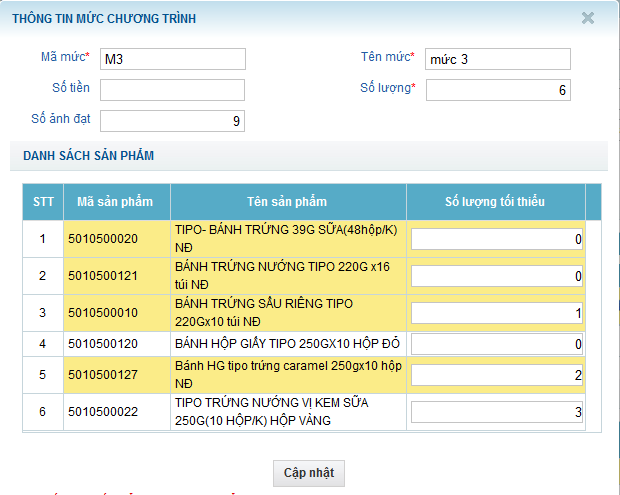 THÔNG TIN MỨC CHƯƠNG TRÌNH
Mã mức* M3 Tên mức* mức 3
Số tiền Số lượng* 6
Số ảnh đạt 9
DANH SÁCH SẢN PHẨM
STT Mã sản phẩm Tên sản phẩm Số lượng tối thiểu
1 5010500020 TIPO- BÁNH TRỨNG 39G SỮA(48hộp/K) 0
NĐ
2 5010500121 BÁNH TRỨNG NƯỚNG TIPO 220G x16 0
túi NĐ
3 5010500010 BÁNH TRỨNG SẦU RIÊNG TIPO 1
220Gx10 túi NĐ
4 5010500120 BÁNH HỘP GIẤY TIPO 250GX10 HỘP ĐỎ 0
5 5010500127 Bánh HG tipo trứng caramel 250gx10 hộp 2
NĐ
6 5010500022 TIPO TRỨNG NƯỚNG VỊ KEM SỮA 3
250G(10 HỘP/K) HỘP VÀNG
Cập nhật